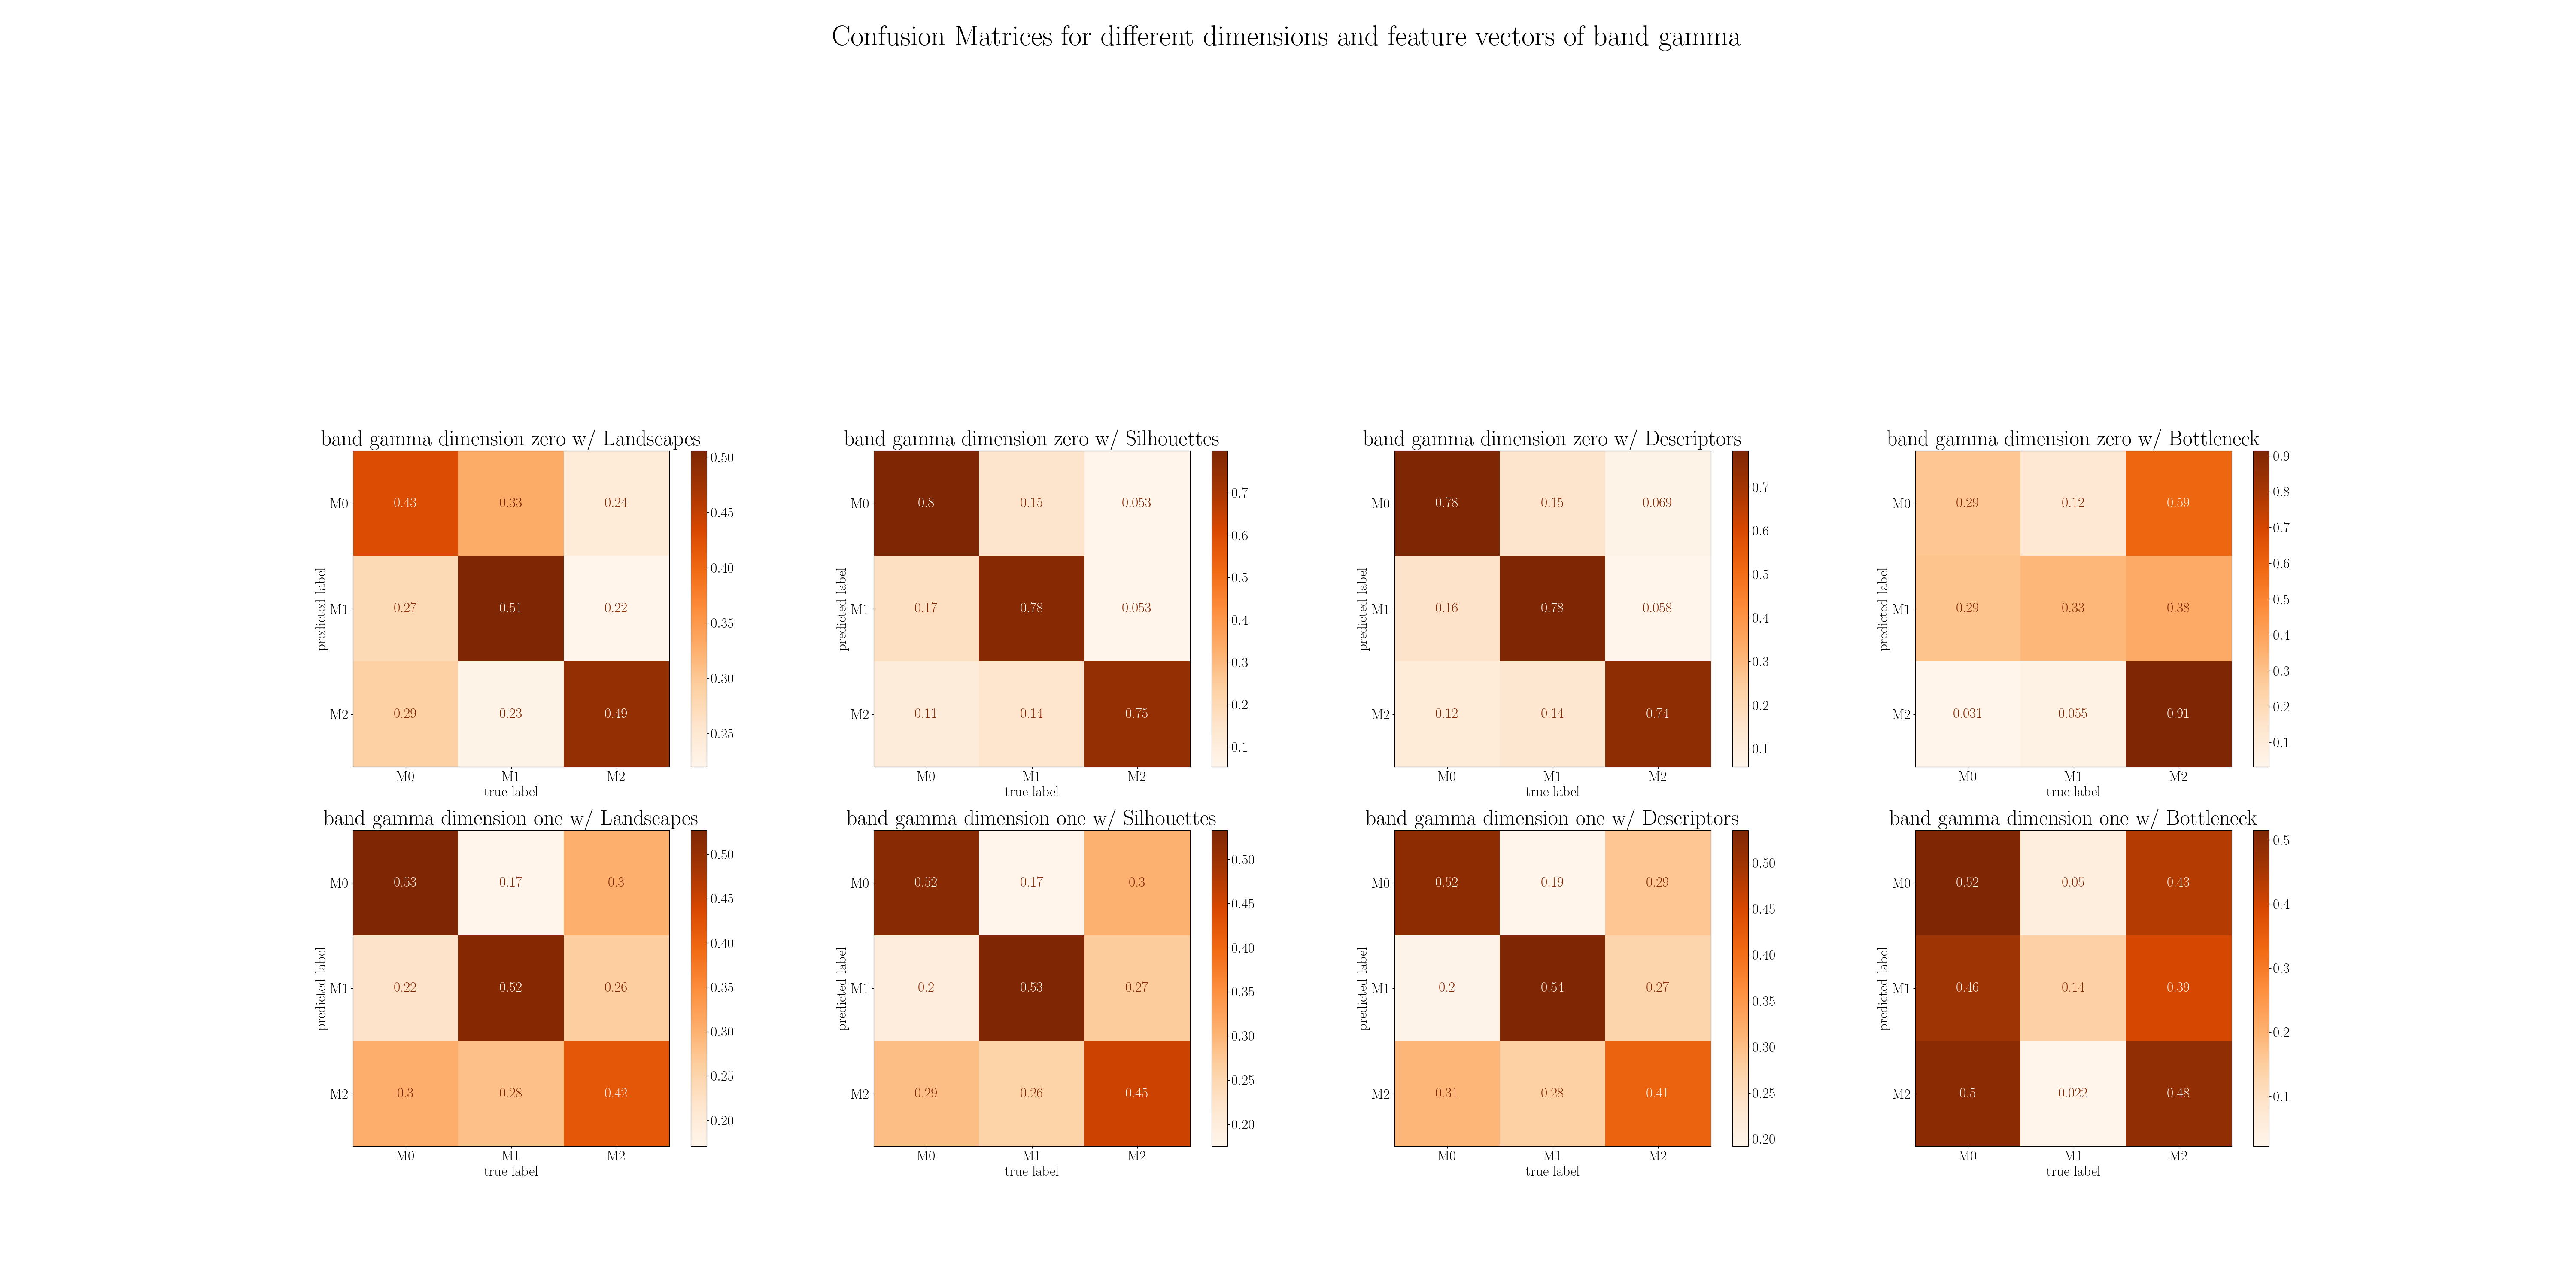 Confusion Matrices for different dimensions and feature vectors of band gamma
band gamma dimension zero w/ Landscapes
predicted label
M0 0.43 0.33 0.24
M1 0.27 0.51 0.22
M2 0.29 0.23 0.49
M0 M1 M2
true label
0.50
0.45
0.40
0.35
0.30
0.25
band gamma dimension zero w/ Silhouettes
predicted label
M0 0.8 0.15 0.053
M1 0.17 0.78 0.053
M2 0.11 0.14 0.75
M0 M1 M2
true label
0.7
0.6
0.5
0.4
0.3
0.2
0.1
band gamma dimension zero w/ Descriptors
predicted label
M0 0.78 0.15 0.069
M1 0.16 0.78 0.058
M2 0.12 0.14 0.74
M0 M1 M2
true label
0.7
0.6
0.5
0.4
0.3
0.2
0.1
band gamma dimension zero w/ Bottleneck
predicted label
M0 0.29 0.12 0.59
M1 0.29 0.33 0.38
M2 0.031 0.055 0.91
M0 M1 M2
true label
0.9
0.8
0.7
0.6
0.5
0.4
0.3
0.2
0.1
band gamma dimension one w/ Landscapes
predicted label
M0 0.53 0.17 0.3
M1 0.22 0.52 0.26
M2 0.3 0.28 0.42
M0 M1 M2
true label
0.50
0.45
0.40
0.35
0.30
0.25
0.20
band gamma dimension one w/ Silhouettes
predicted label
M0 0.52 0.17 0.3
M1 0.2 0.53 0.27
M2 0.29 0.26 0.45
M0 M1 M2
true label
0.50
0.45
0.40
0.35
0.30
0.25
0.20
band gamma dimension one w/ Descriptors
predicted label
M0 0.52 0.19 0.29
M1 0.2 0.54 0.27
M2 0.31 0.28 0.41
M0 M1 M2
true label
0.50
0.45
0.40
0.35
0.30
0.25
0.20
band gamma dimension one w/ Bottleneck
predicted label
M0 0.52 0.05 0.43
M1 0.46 0.14 0.39
M2 0.5 0.022 0.48
M0 M1 M2
true label
0.5
0.4
0.3
0.2
0.1